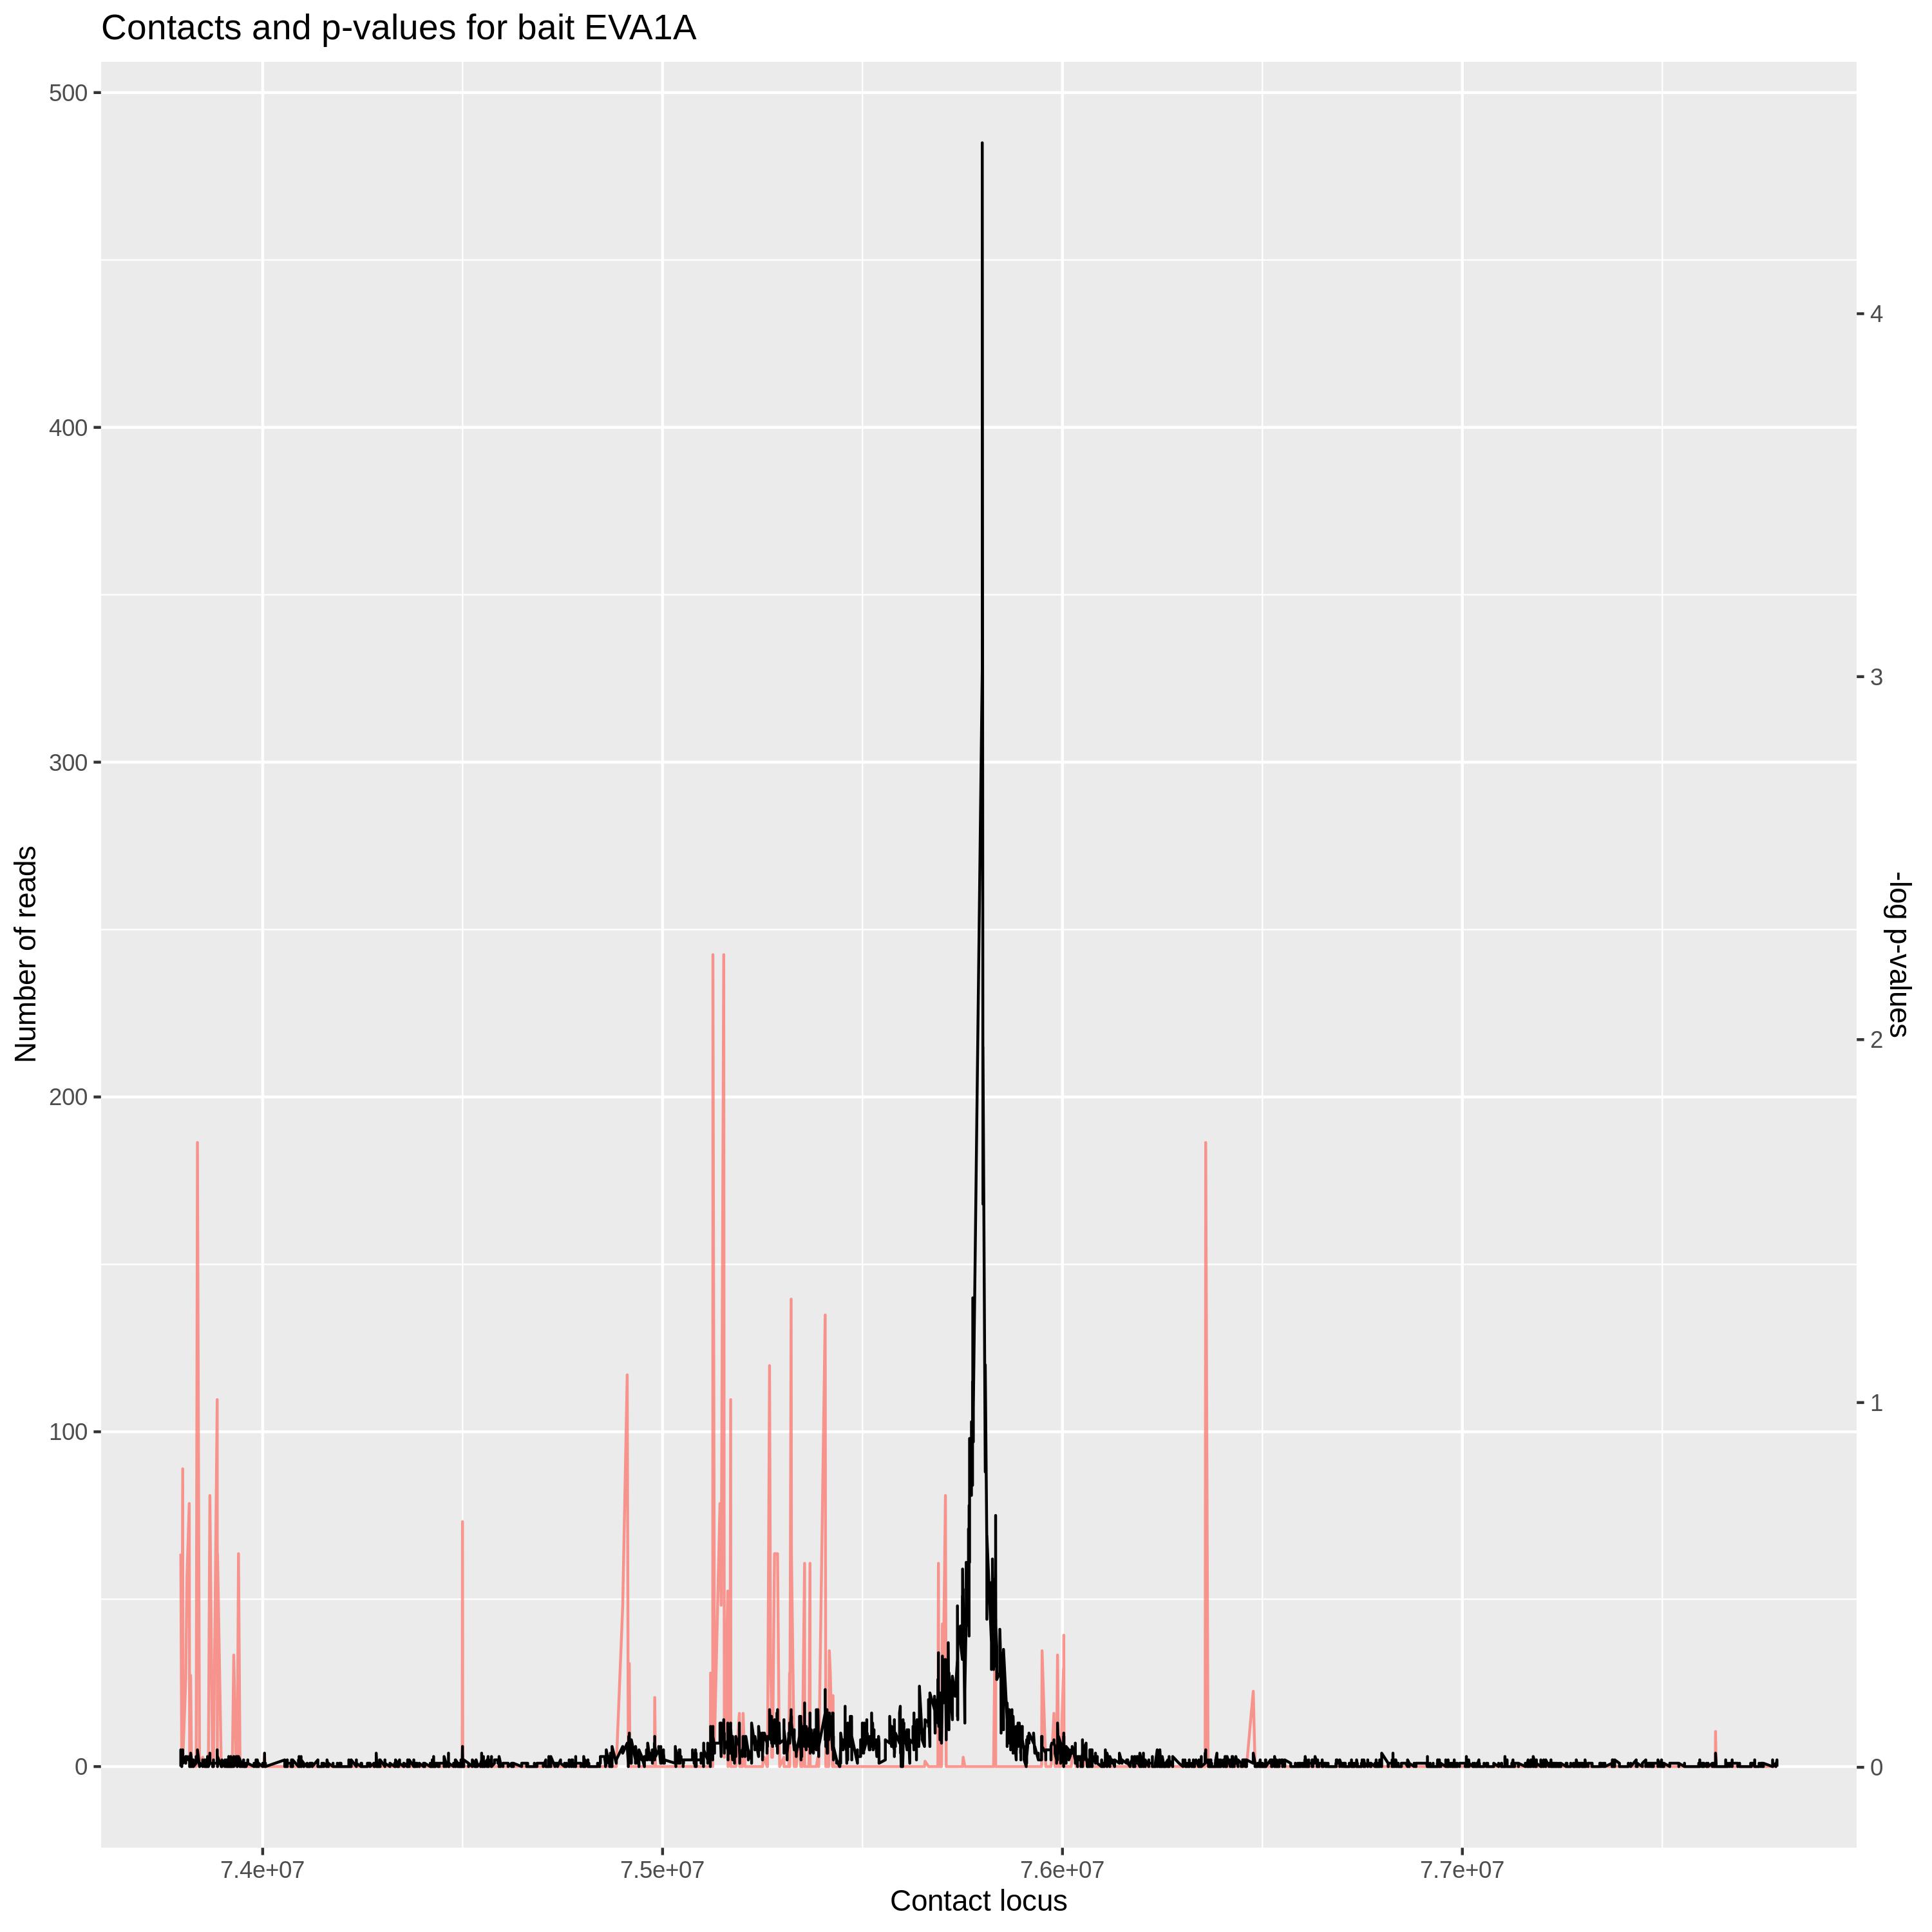 Contacts and p-values for bait EVA1A
500
400
300
200
100
0
Number of reads
4
3
2
1
0
-log p-values
7.4e+07 7.5e+07 7.6e+07 7.7e+07
Contact locus